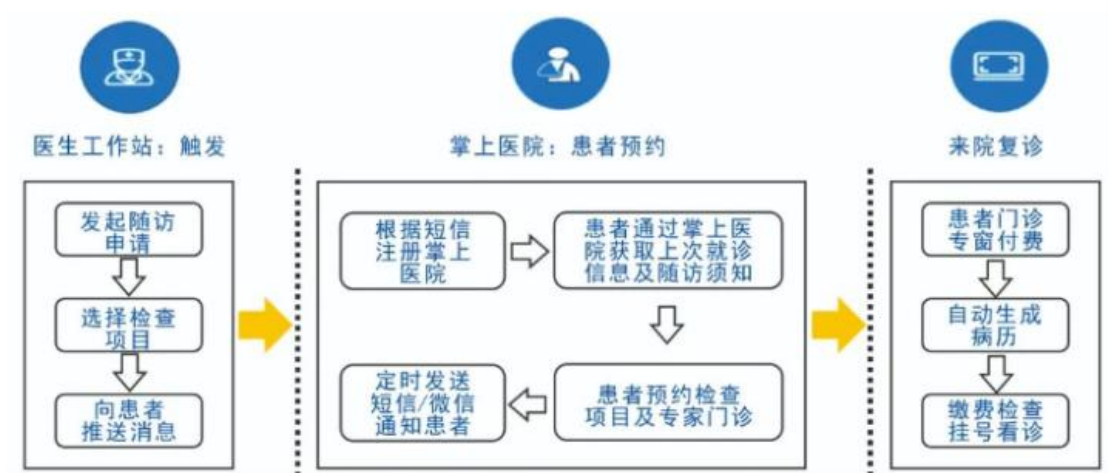 医生工作站：触发
发起随访
申请
选择检查
项目
向患者
推送消息
掌上医院：患者预约
根据短信
注册掌上
医院
患者通过掌上医
院获取上次就诊
信息及随访须知
患者预约检查
项目及专家门诊
定时发送
短信/微信
通知患者
来院复诊
患者门诊
专窗付费
自动生成
病历
缴费检查
挂号看诊